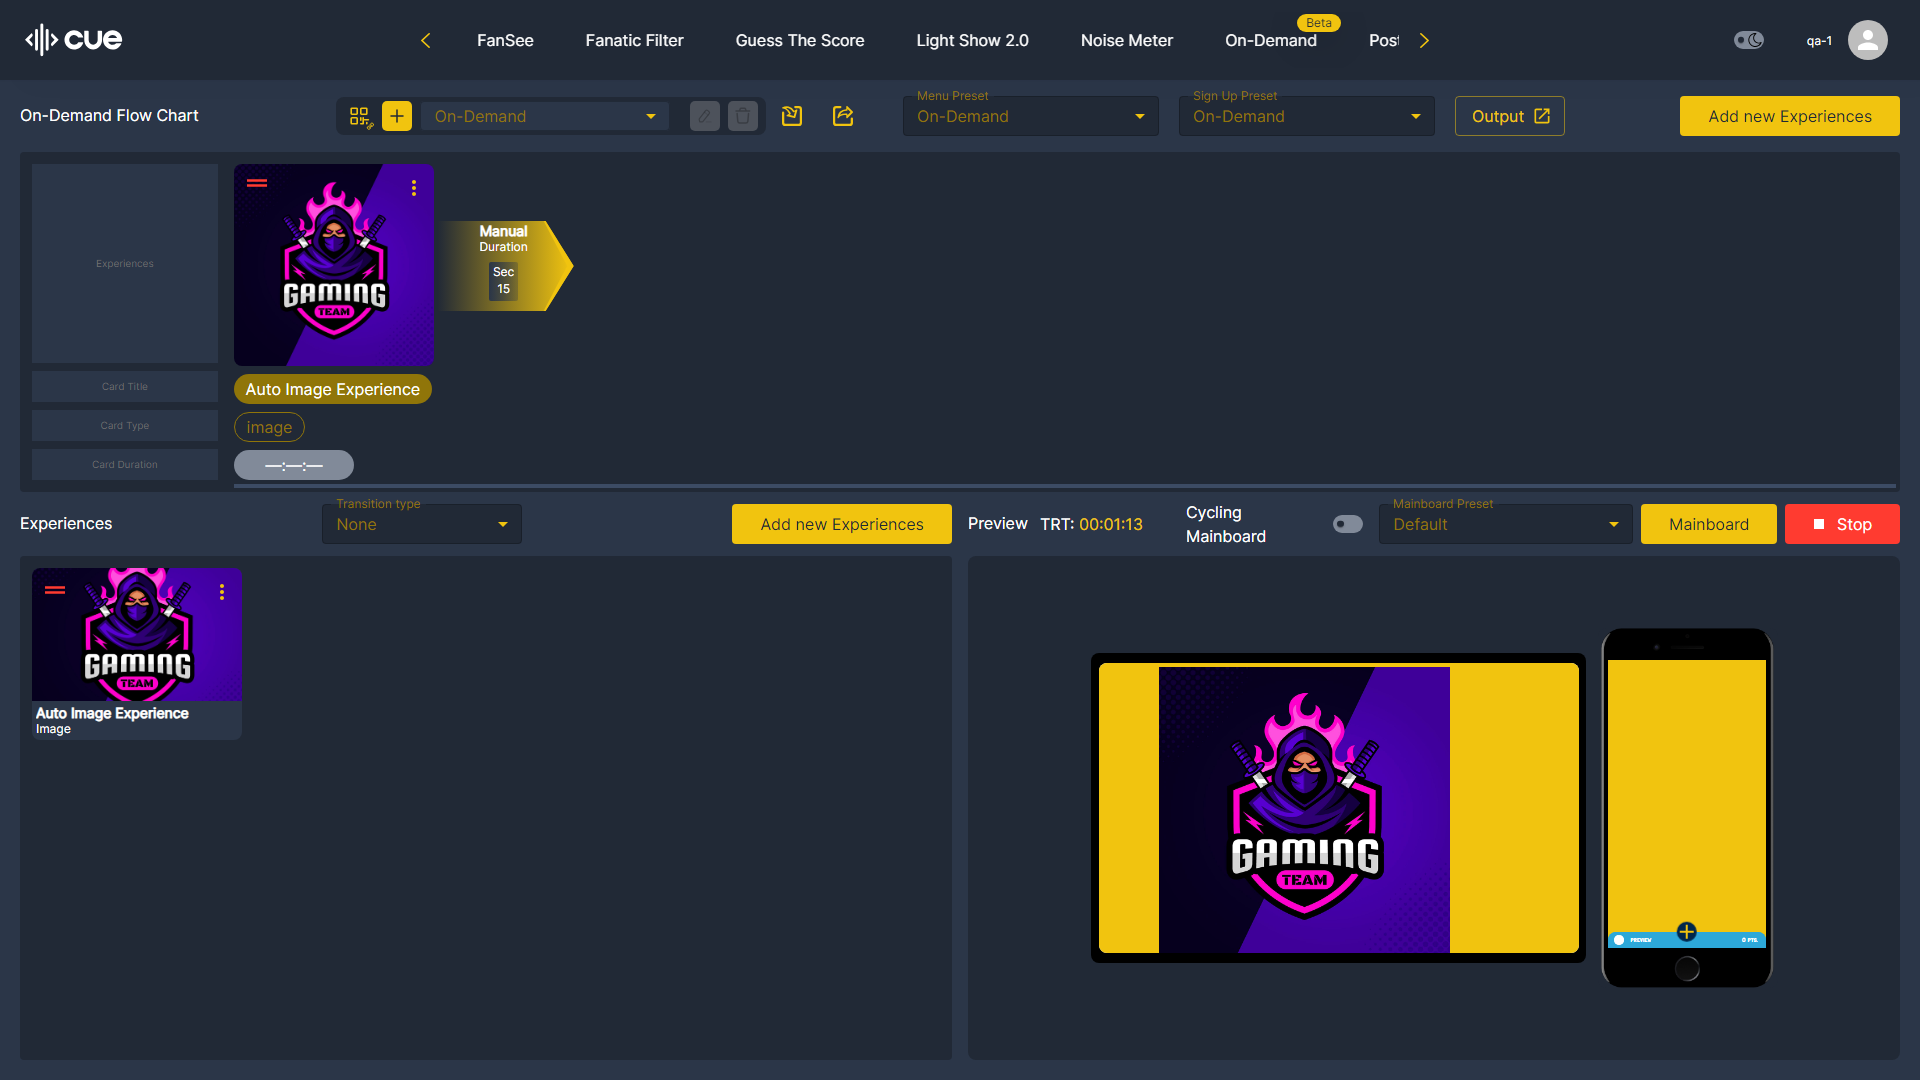 cue
FanSee
Fanatic Filter
Guess The Score
Light Show 2.0
Noise Meter
On-Demand
Beta
Post
qa-1
On-Demand Flow Chart
On-Demand
Menu Preset
On-Demand
Sign Up Preset
On-Demand
Output
Add new Experiences
Experiences
GAMING
TEAM
Manual
Duration
Sec
15
Card Title
Auto Image Experience
Card Type
image
Card Duration
—:—:—
Experiences
Transition type
None
Add new Experiences
Preview
TRT: 00:01:13
Cycling
Mainboard
Mainboard Preset
Default
Mainboard
Stop
GAMING
TEAM
Auto Image Experience
Image
GAMING
TEAM
PREVIEW
0 PTS.